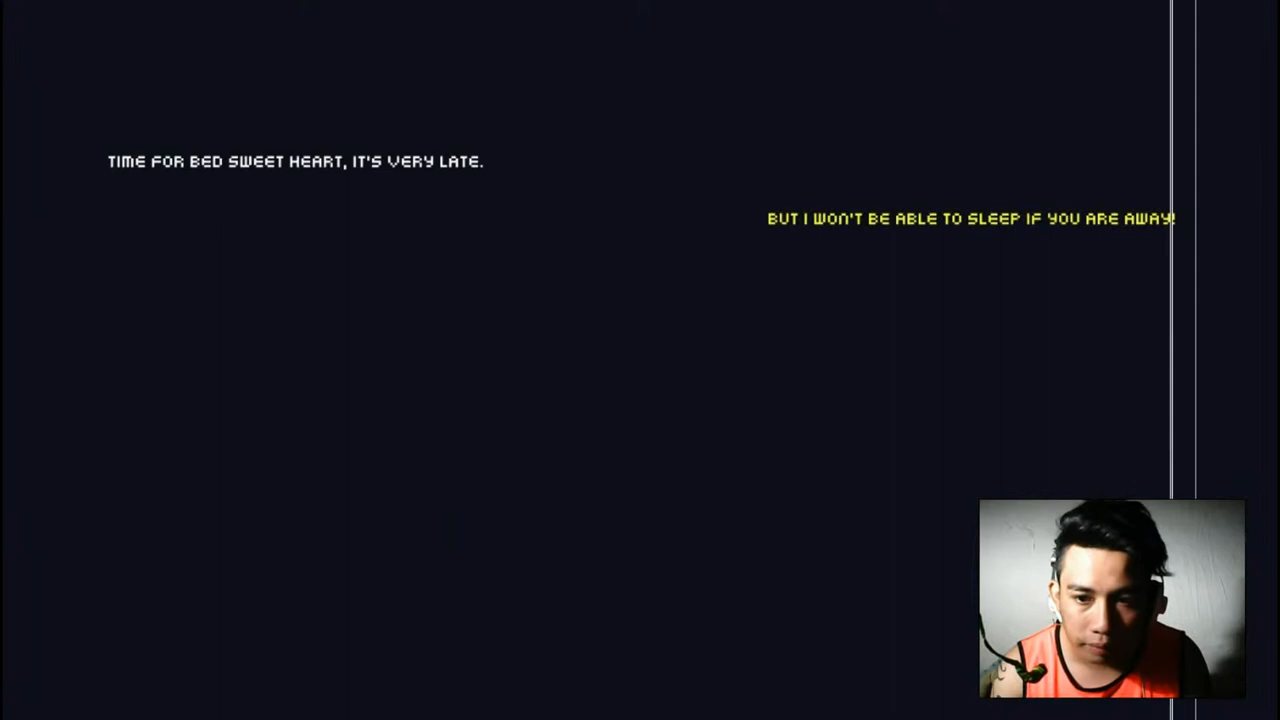 TIME FOR BED SWEET HEART, IT'S VERY LATE.
BUT I WON'T BE ABLE TO SLEEP IF YOU ARE AWAY!